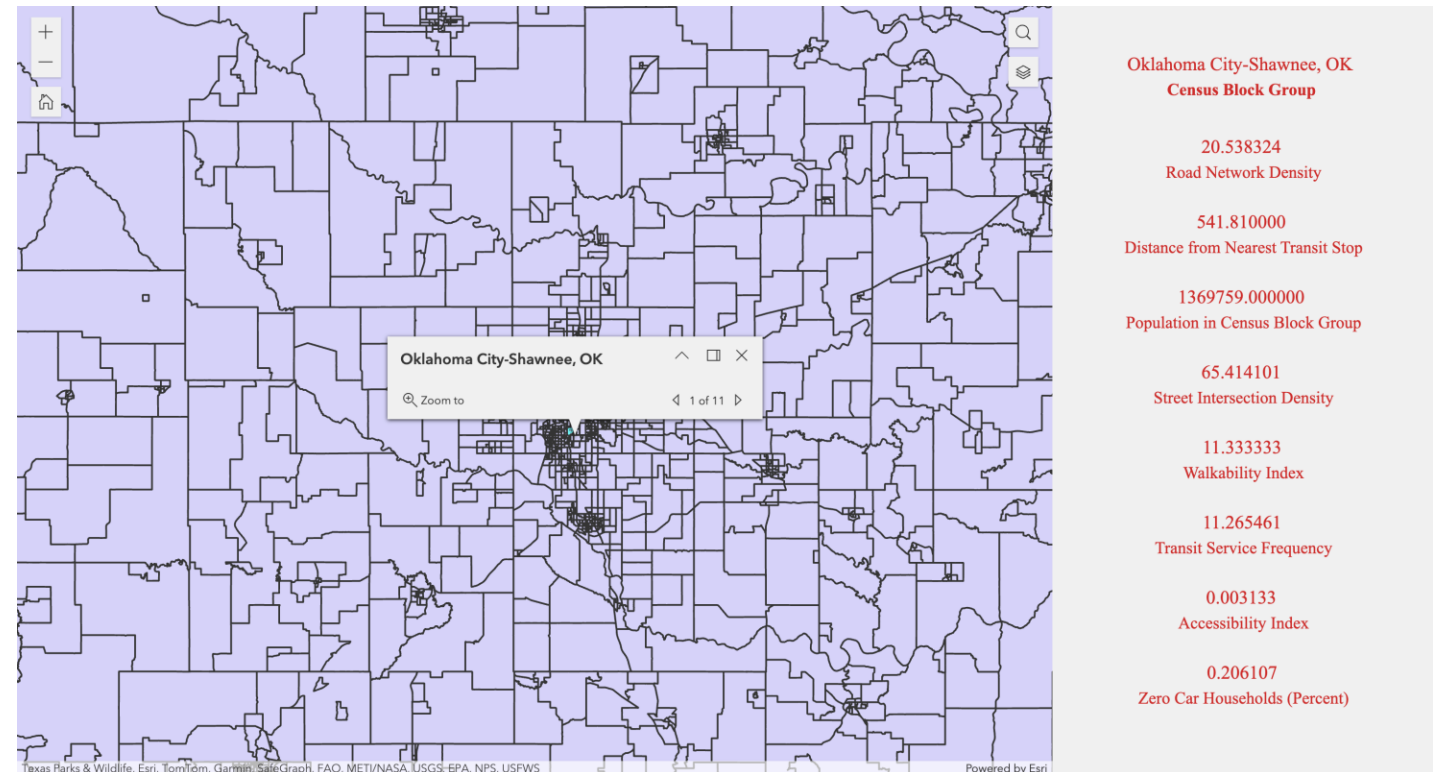 Oklahoma City-Shawnee, OK
Zoom to
1 of 11
Texas Parks & Wildlife, Esri, TomTom, Garmin, SafeGraph, FAO, METI/NASA, USGS, EPA, NPS, USFWS
Powered by Esri
Oklahoma City-Shawnee, OK
Census Block Group
20.538324
Road Network Density
541.810000
Distance from Nearest Transit Stop
1369759.000000
Population in Census Block Group
65.414101
Street Intersection Density
11.333333
Walkability Index
11.265461
Transit Service Frequency
0.003133
Accessibility Index
0.206107
Zero Car Households (Percent)